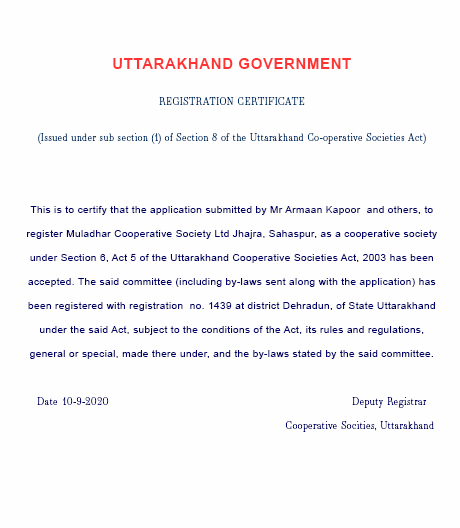 UTTARAKHAND GOVERNMENT
REGISTRATION CERTIFICATE
(Issued under sub section (1) of Section 8 of the Uttarakhand Co-operative Societies Act)
This is to certify that the application submitted by Mr Armaan Kapoor and others, to
register Muladhar Cooperative Society Ltd Jhajra, Sahaspur, as a cooperative society
under Section 6, Act 5 of the Uttarakhand Cooperative Societies Act, 2003 has been
accepted. The said committee (including by-laws sent along with the application) has
been registered with registration no. 1439 at district Dehradun, of State Uttarakhand
under the said Act, subject to the conditions of the Act, its rules and regulations,
general or special, made there under, and the by-laws stated by the said committee.
Date 10-9-2020 Deputy Registrar
Cooperative Socities, Uttarakhand